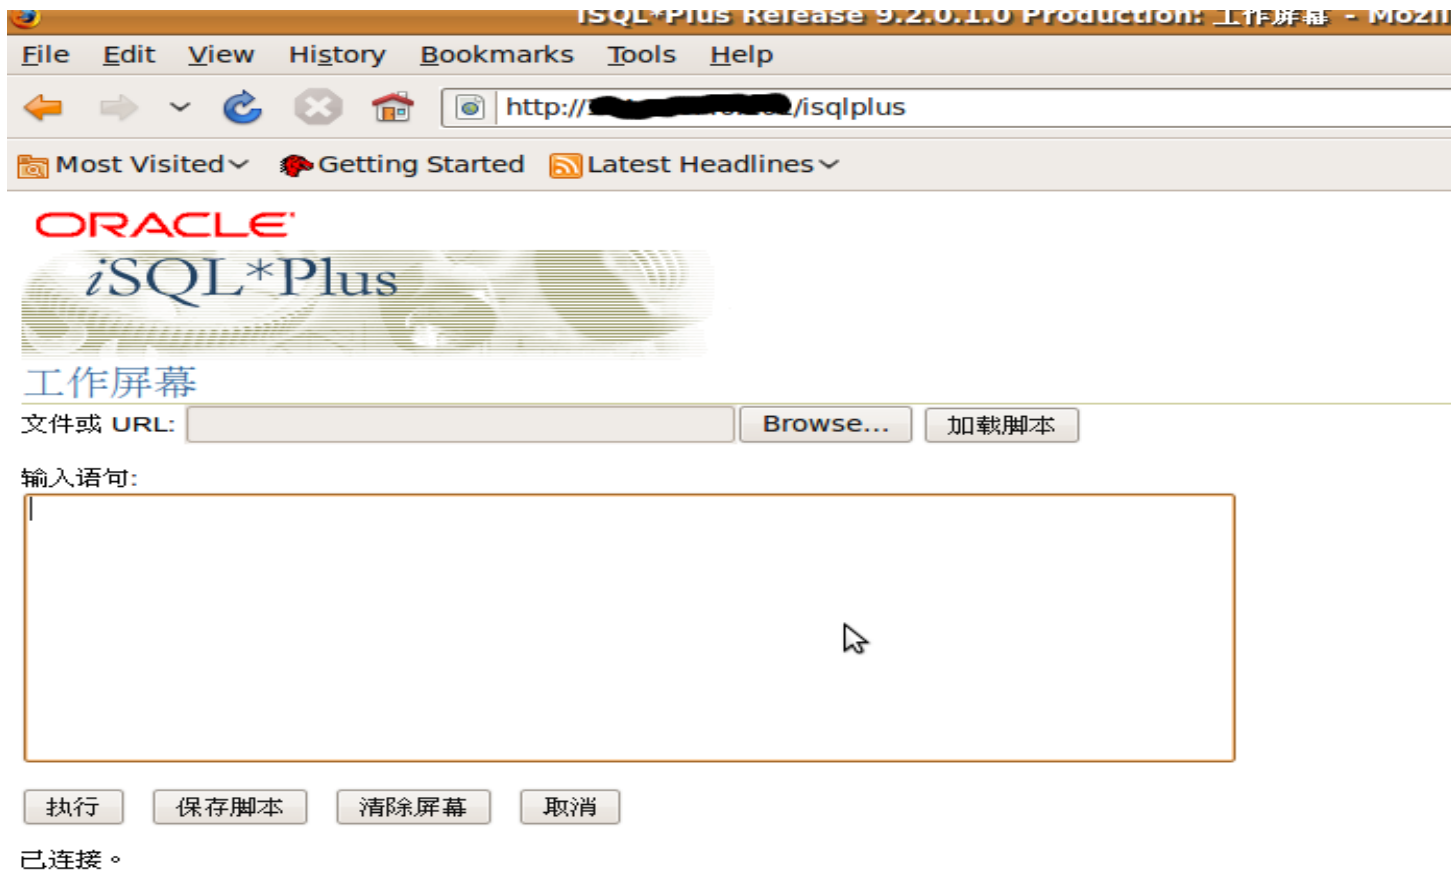 iSQL*Plus Release 9.2.0.1.0 Production: 工作屏幕 - Mozil
File Edit View History Bookmarks Tools Help
http:// /isqlplus
Most Visited Getting Started Latest Headlines
ORACLE
iSQL*Plus
工作屏幕
文件或 URL: Browse... 加载脚本
输入语句:
执行 保存脚本 清除屏幕 取消
已连接。